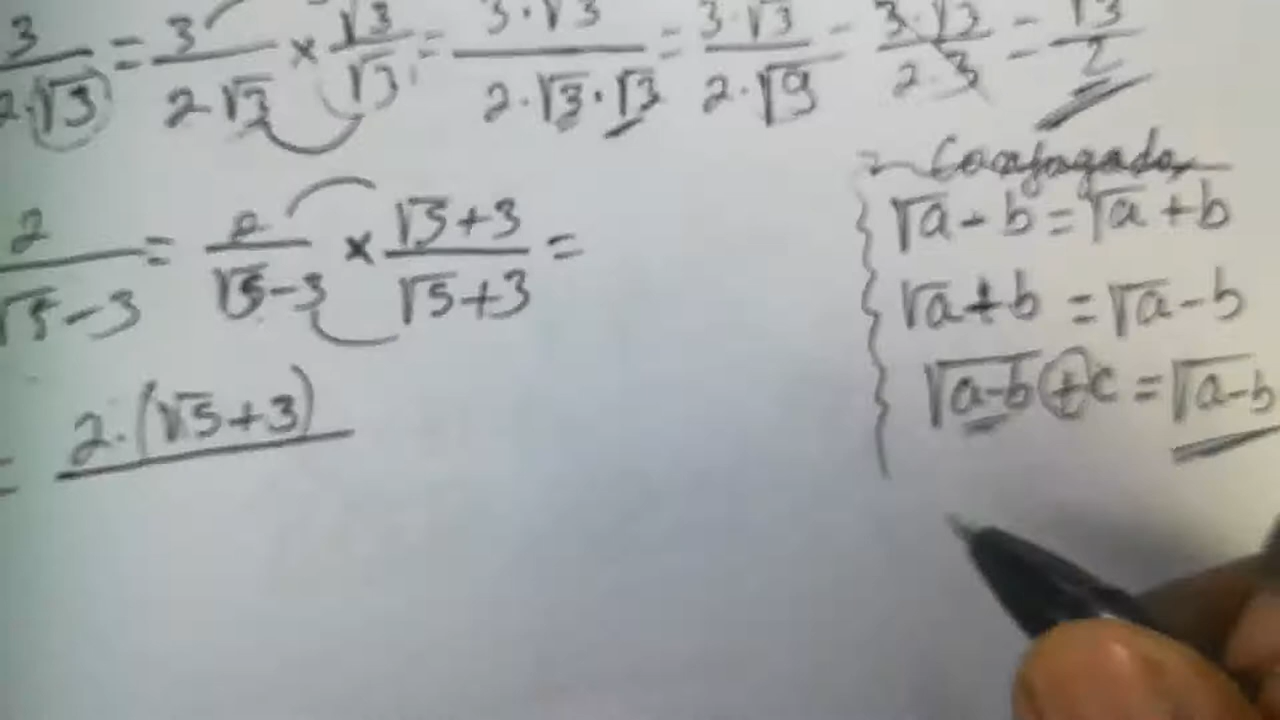 3/(2·√3) = 3/(2√3) × √3/√3 = (3·√3)/(2·√3·√3) = (3·√3)/(2·√9) = (3·√3)/(2·3) = √3/2
2/(√5-3) = 2/(√5-3) × (√5+3)/(√5+3) =
= 2·(√5+3)
Conjugado
√a - b = √a + b
√a + b = √a - b
√(a-b) + c = √(a-b)